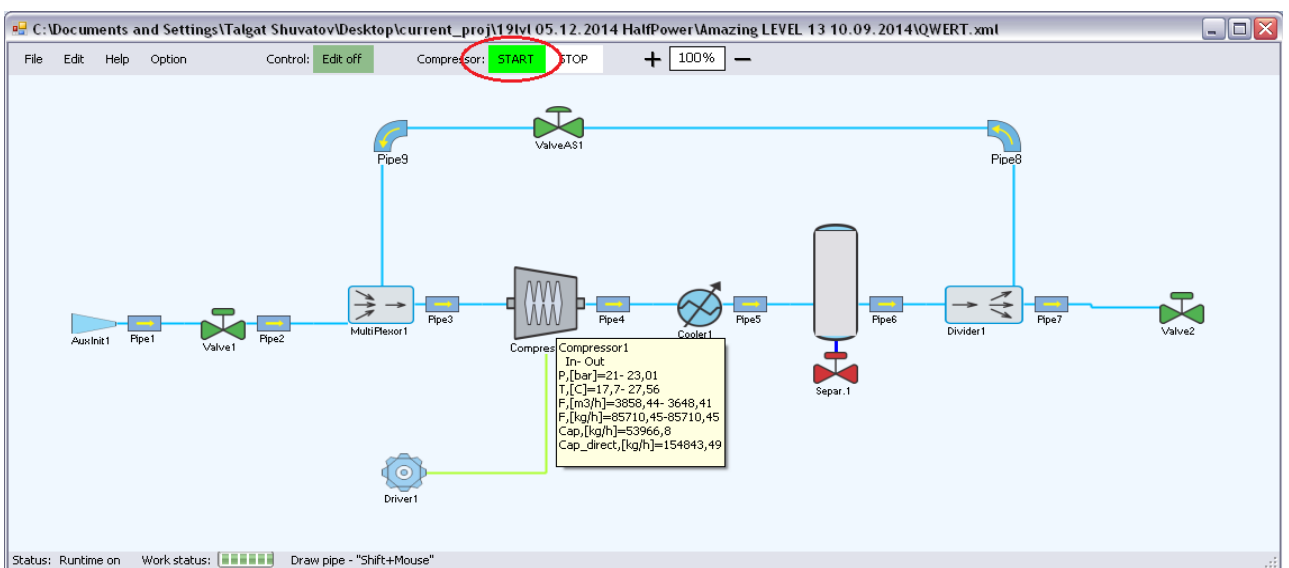 C:\Documents and Settings\Talgat Shuvatov\Desktop\current_proj\19lvl 05.12.2014 HalfPower\Amazing LEVEL 13 10.09.2014\QWERT.xml
File Edit Help Option Control: Edit off Compressor: START STOP + 100% −
ValveAS1
Pipe9
Pipe8
AuxInit1
Pipe1
Valve1
Pipe2
MultiPlexor1
Pipe3
Pipe4
Cooler1
Pipe5
Pipe6
Divider1
Pipe7
Valve2
Separ.1
Compres
Compressor1
In- Out
P,[bar]=21- 23,01
T,[C]=17,7- 27,56
F,[m3/h]=3858,44- 3648,41
F,[kg/h]=85710,45-85710,45
Cap,[kg/h]=53966,8
Cap_direct,[kg/h]=154843,49
Driver1
Status: Runtime on Work status: Draw pipe - "Shift+Mouse"